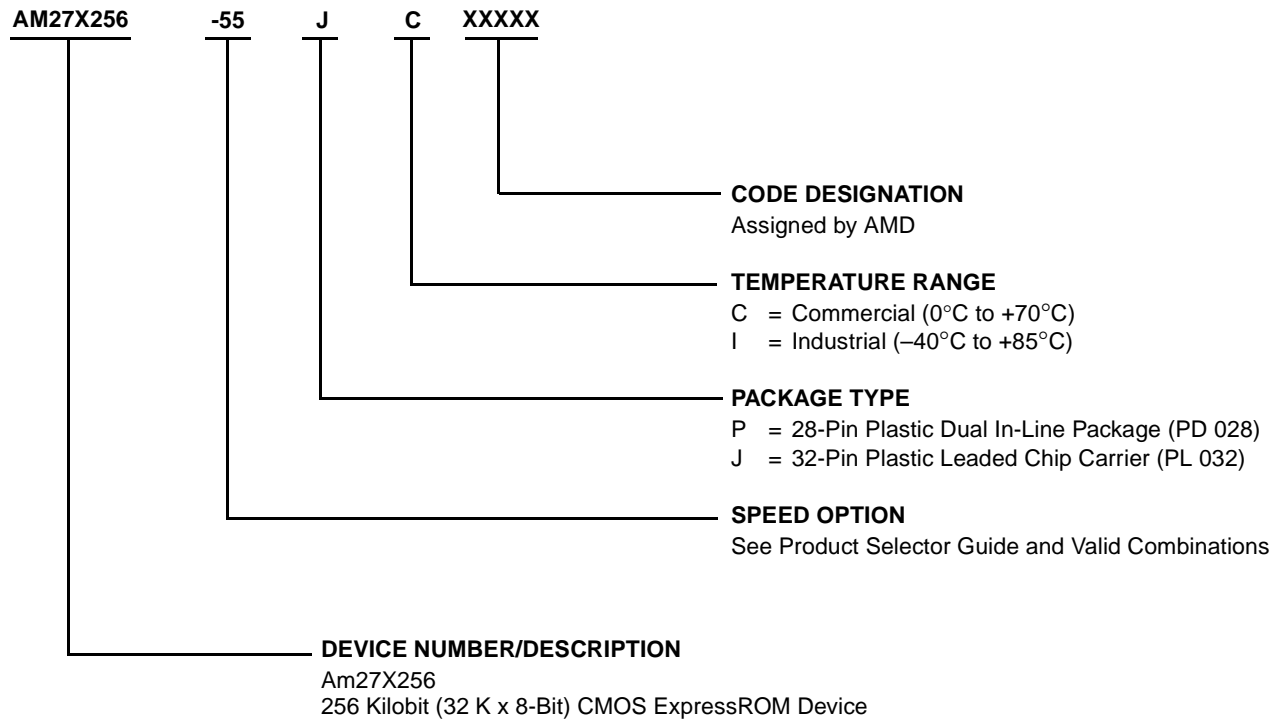 AM27X256 -55 J C XXXXX
CODE DESIGNATION
Assigned by AMD
TEMPERATURE RANGE
C = Commercial (0°C to +70°C)
I = Industrial (–40°C to +85°C)
PACKAGE TYPE
P = 28-Pin Plastic Dual In-Line Package (PD 028)
J = 32-Pin Plastic Leaded Chip Carrier (PL 032)
SPEED OPTION
See Product Selector Guide and Valid Combinations
DEVICE NUMBER/DESCRIPTION
Am27X256
256 Kilobit (32 K x 8-Bit) CMOS ExpressROM Device